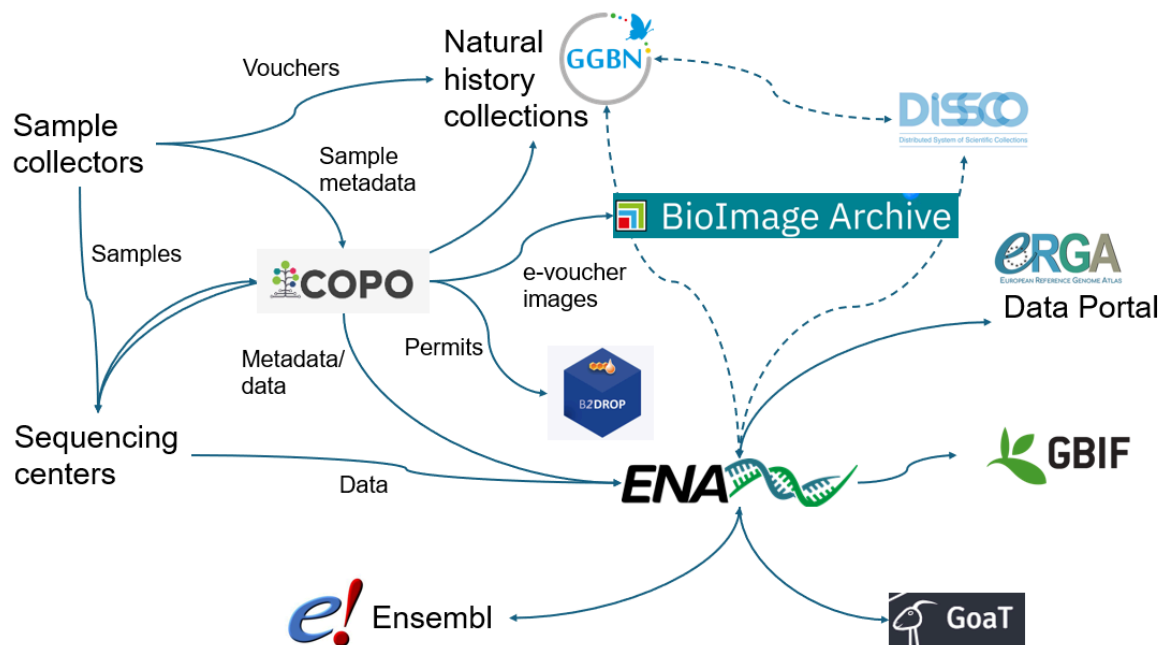 Natural
history
collections
GGBN
Vouchers
DiSSCO
Distributed System of Scientific Collections
Sample
collectors
Sample
metadata
BioImage Archive
Samples
COPO
e-voucher
images
eRGA
EUROPEAN REFERENCE GENOME ATLAS
Data Portal
Metadata/
data
Permits
B2DROP
Sequencing
centers
Data
ENA
GBIF
e!
Ensembl
GoaT